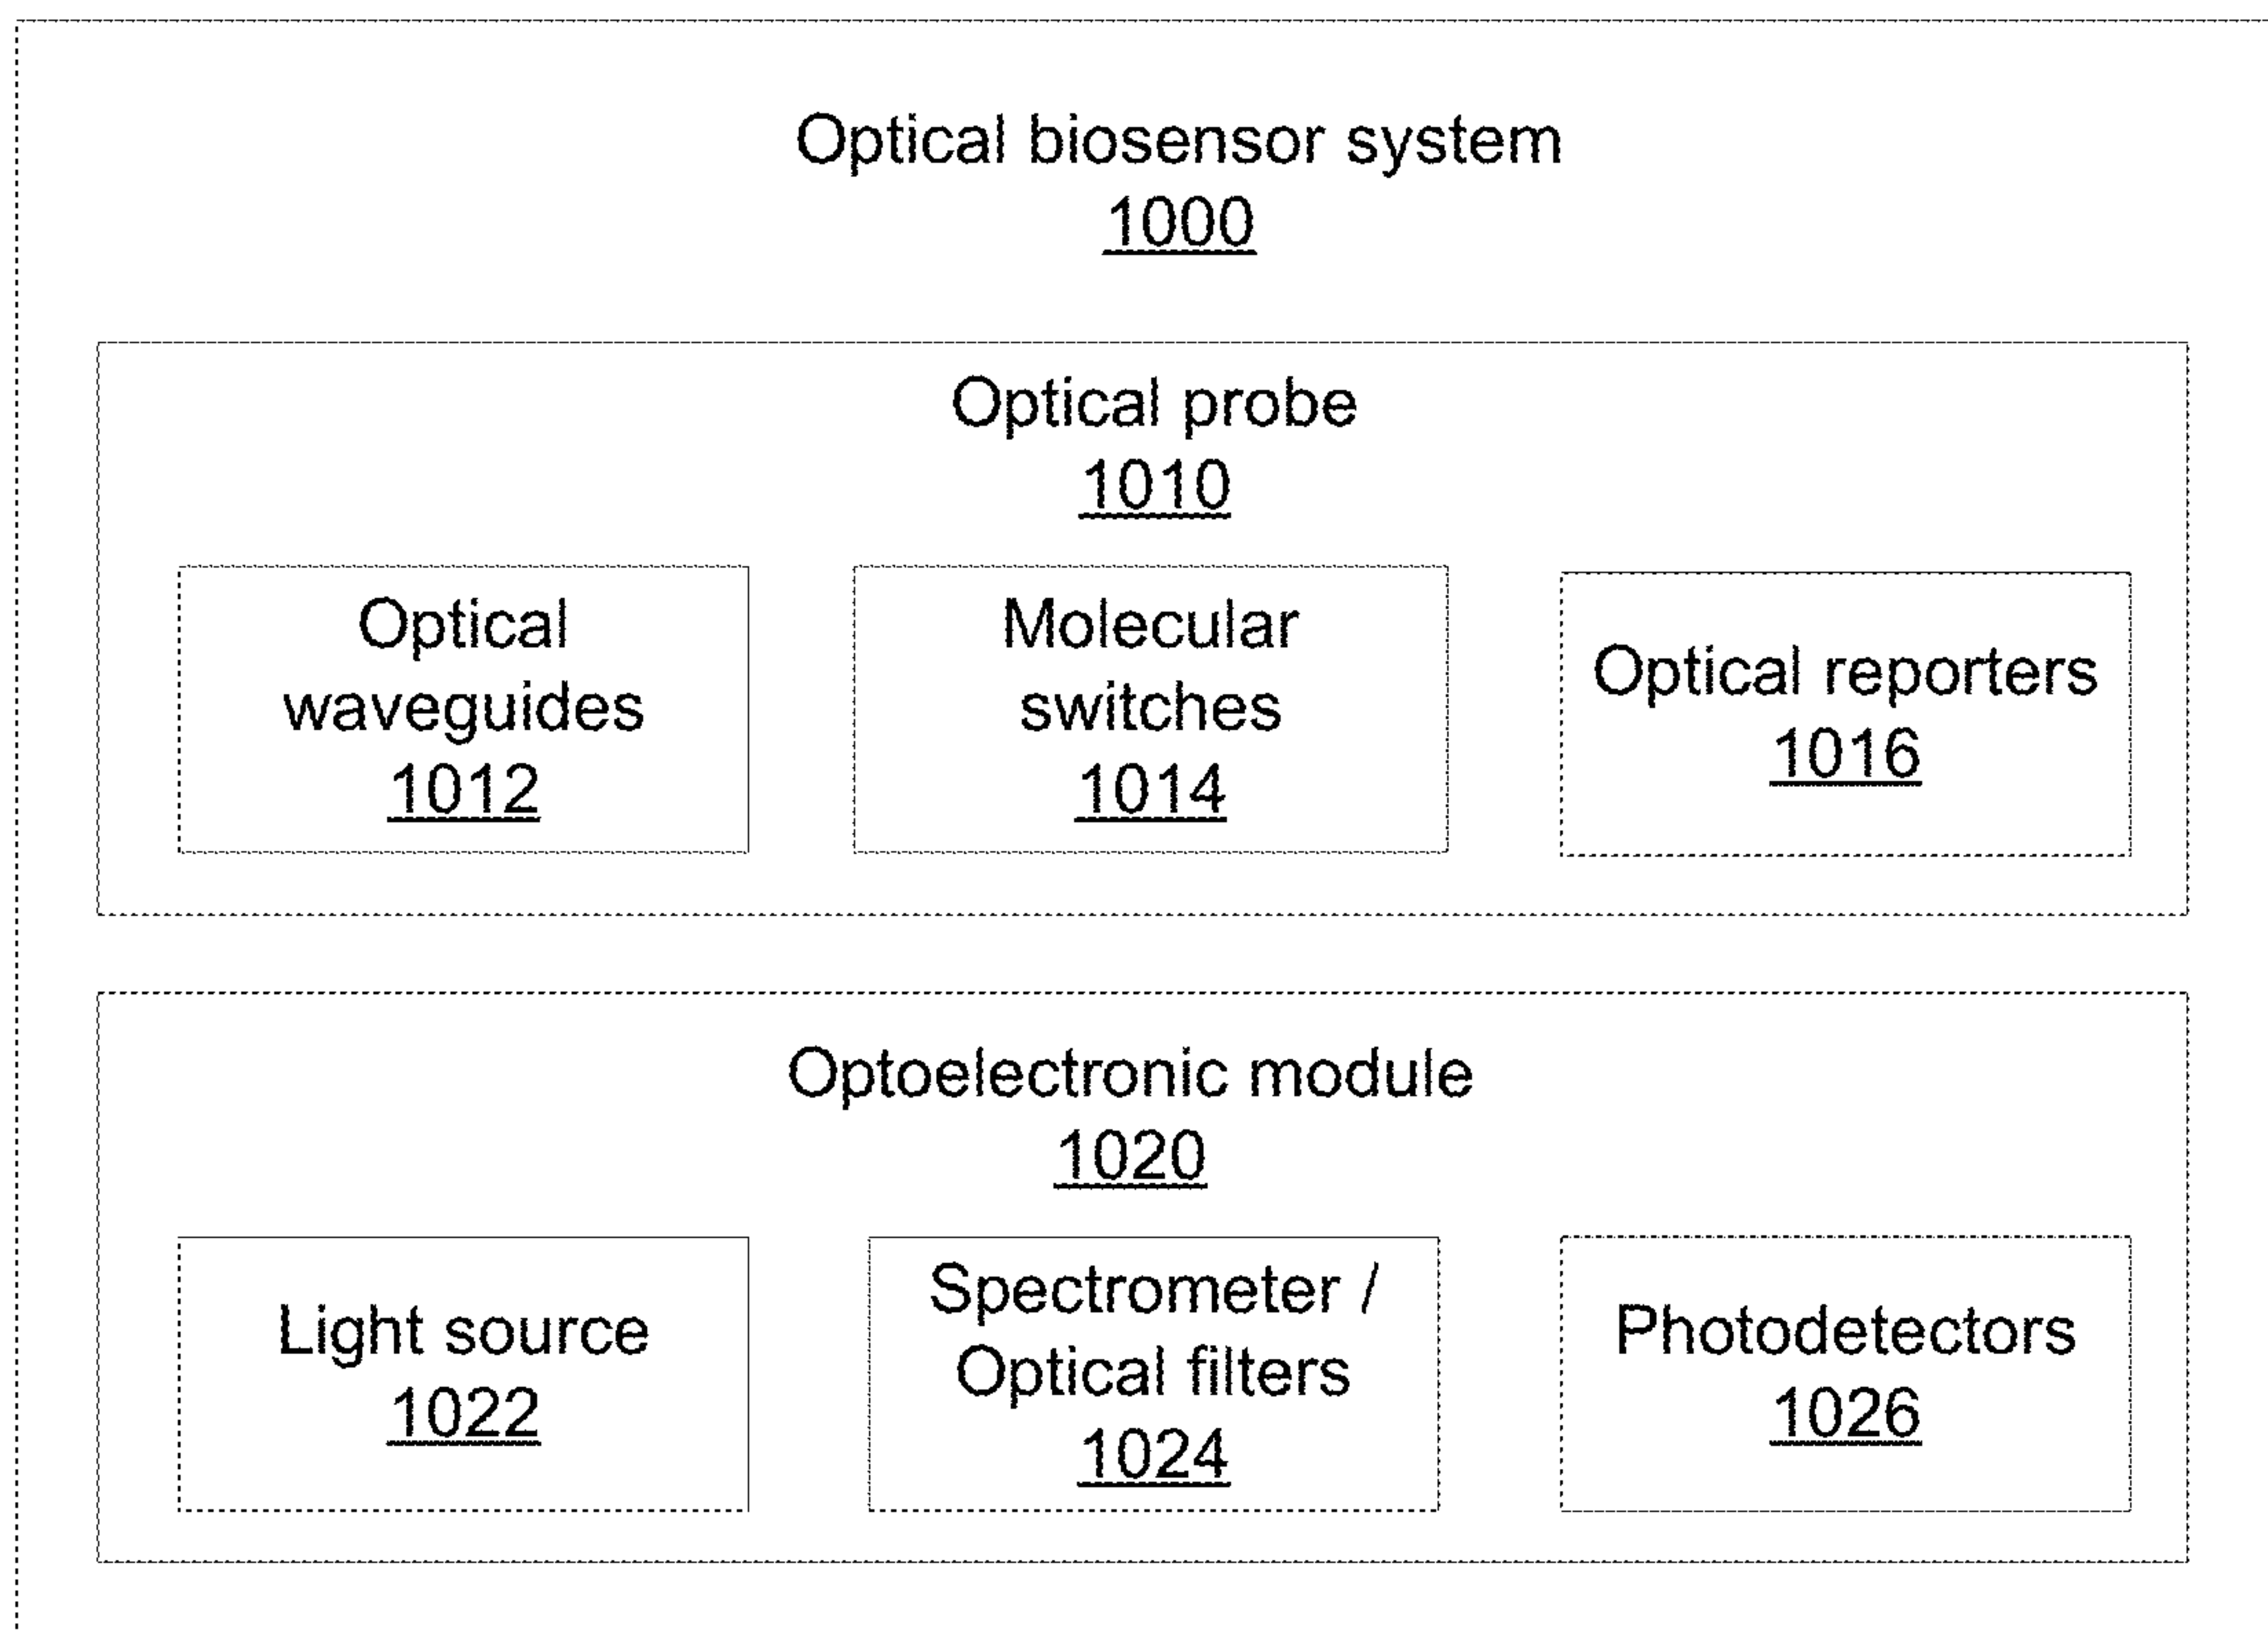 Optical biosensor system
1000
Optical probe
1010
Optical
waveguides
1012
Molecular
switches
1014
Optical reporters
1016
Optoelectronic module
1020
Light source
1022
Spectrometer /
Optical filters
1024
Photodetectors
1026